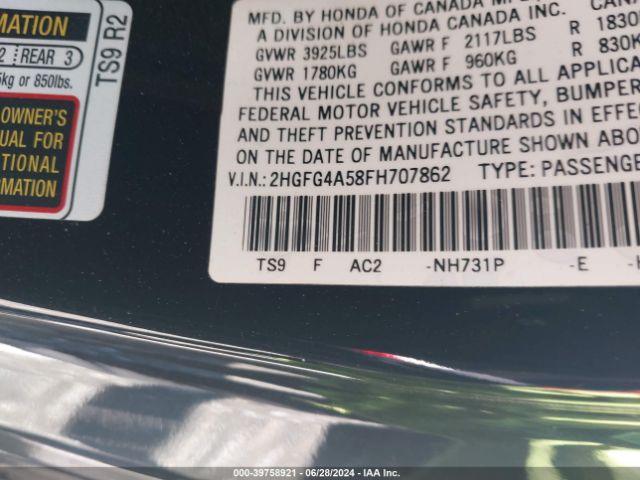 MATION
2 REAR 3
5kg or 850lbs.
OWNER'S
UAL FOR
TIONAL
RMATION
TS9 R2
MFD. BY HONDA OF CANADA
A DIVISION OF HONDA CANADA INC.
GVWR 3925LBS GAWR F 2117LBS R 1830
GVWR 1780KG GAWR F 960KG R 830K
THIS VEHICLE CONFORMS TO ALL APPLICA
FEDERAL MOTOR VEHICLE SAFETY, BUMPER
AND THEFT PREVENTION STANDARDS IN EFFE
ON THE DATE OF MANUFACTURE SHOWN ABO
V.I.N.: 2HGFG4A58FH707862 TYPE: PASSENGE
TS9 F AC2 -NH731P -E -
000-39758921 | 06/28/2024 | IAA Inc.